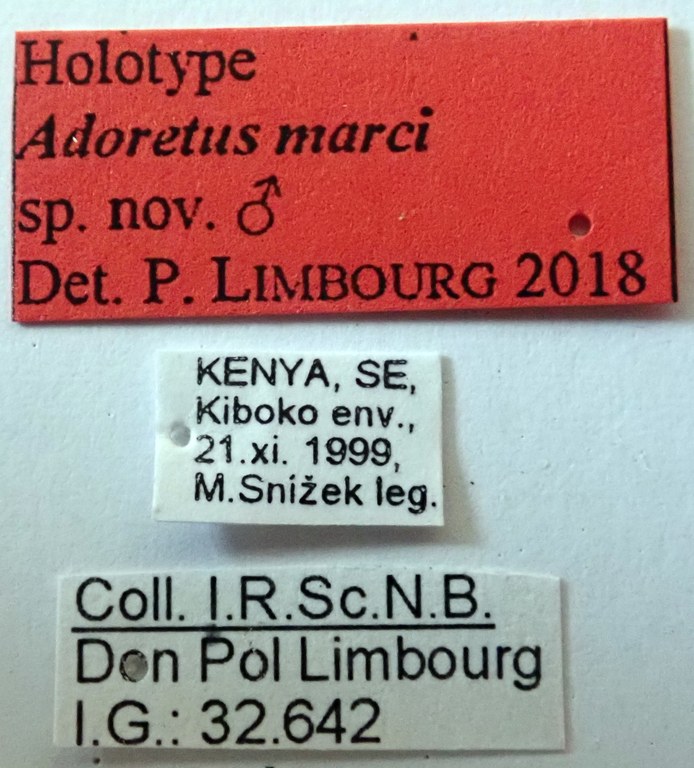 Holotype
Adoretus marci
sp. nov. ♂
Det. P. LIMBOURG 2018
KENYA, SE,
Kiboko env.,
21.xi. 1999,
M.Snižek leg.
Coll. I.R.Sc.N.B.
Don Pol Limbourg
I.G.: 32.642